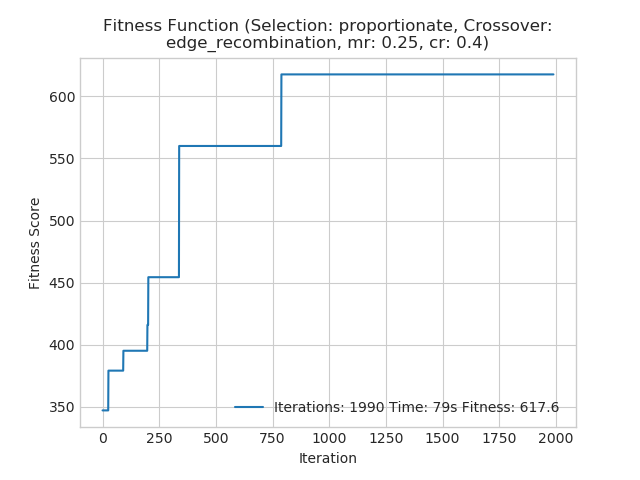 Fitness Function (Selection: proportionate, Crossover:
edge_recombination, mr: 0.25, cr: 0.4)
Fitness Score
600
550
500
450
400
350
Iterations: 1990 Time: 79s Fitness: 617.6
0 250 500 750 1000 1250 1500 1750 2000
Iteration